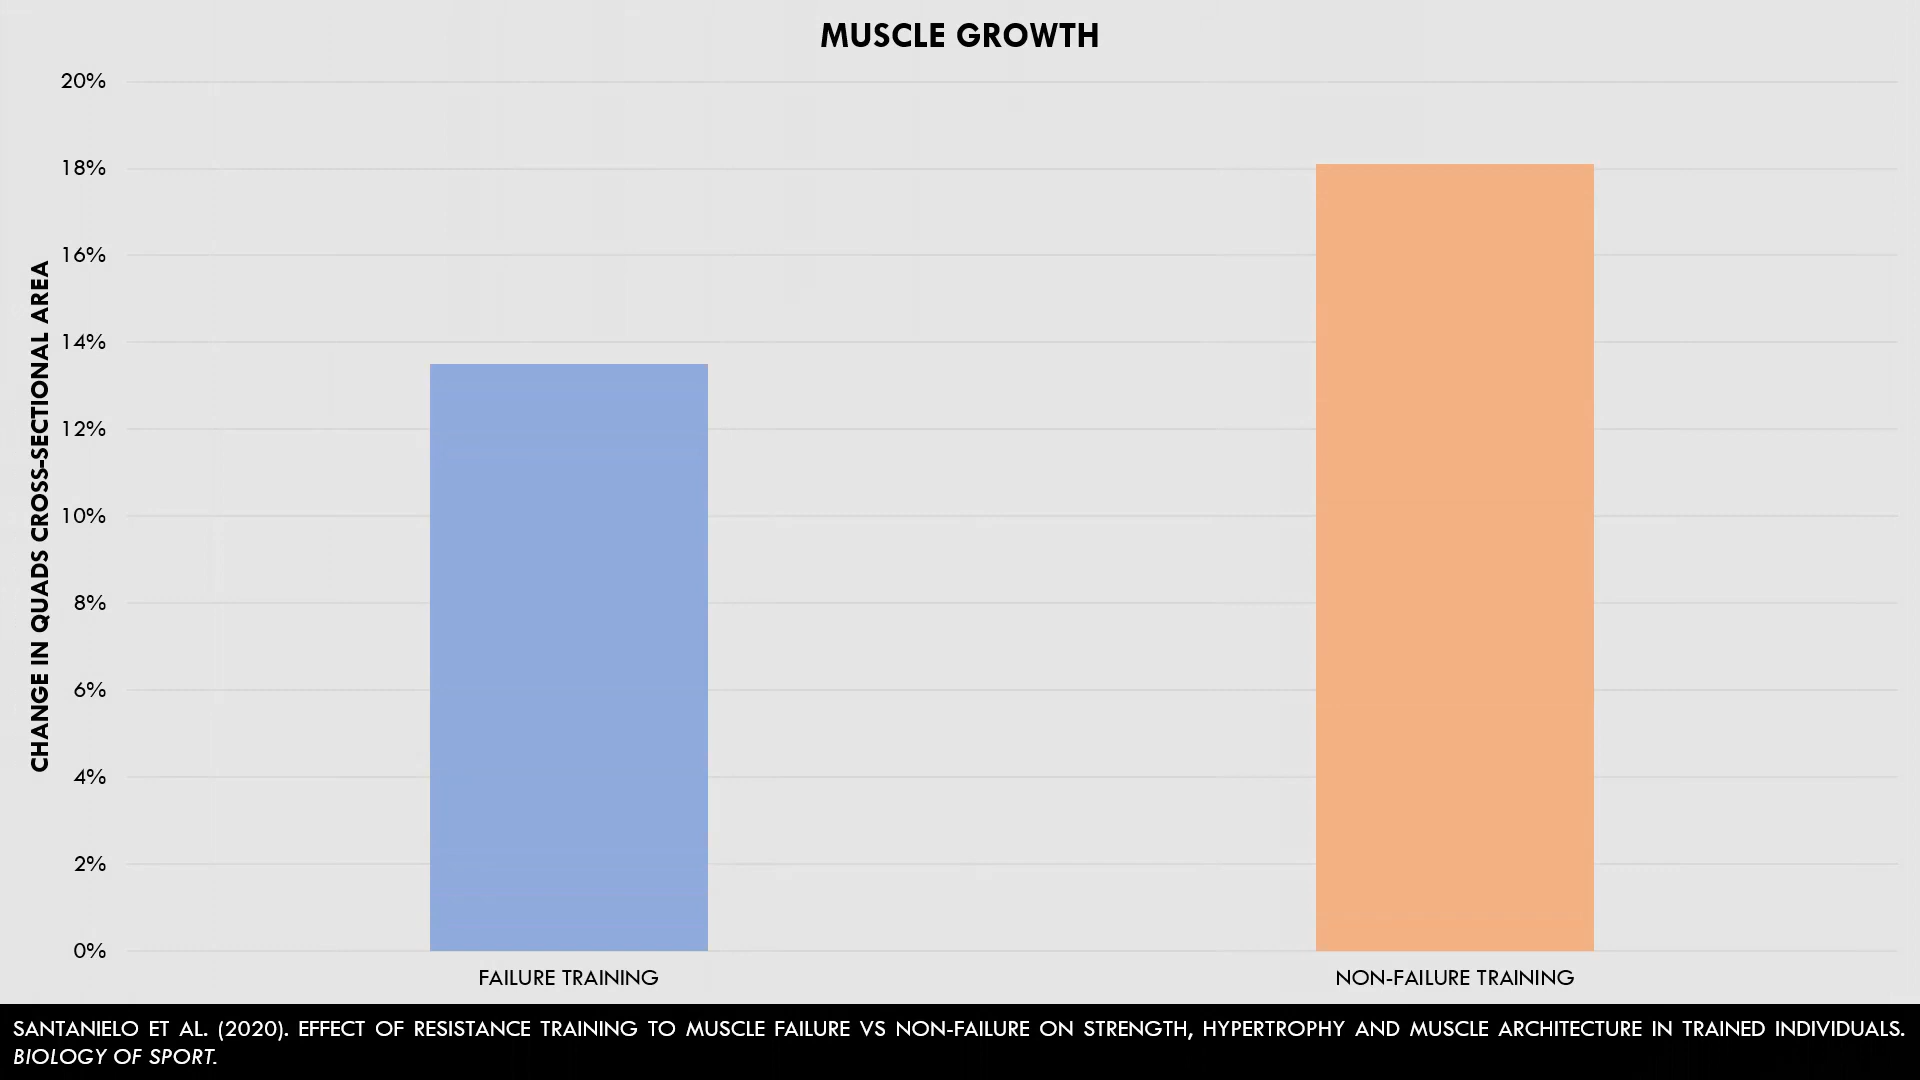 MUSCLE GROWTH
CHANGE IN QUADS CROSS-SECTIONAL AREA
20%
18%
16%
14%
12%
10%
8%
6%
4%
2%
0%
FAILURE TRAINING
NON-FAILURE TRAINING
SANTANIELO ET AL. (2020). EFFECT OF RESISTANCE TRAINING TO MUSCLE FAILURE VS NON-FAILURE ON STRENGTH, HYPERTROPHY AND MUSCLE ARCHITECTURE IN TRAINED INDIVIDUALS.
BIOLOGY OF SPORT.